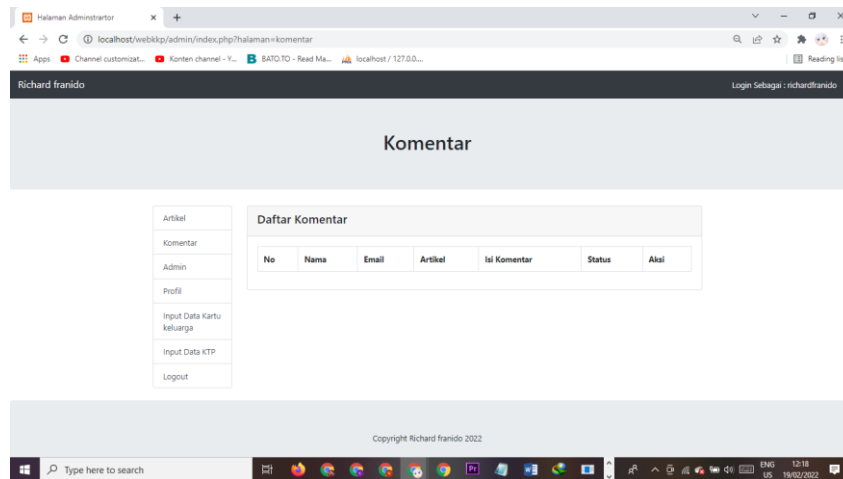 Halaman Adminstrartor
localhost/webkkp/admin/index.php?halaman=komentar
Apps Channel customizat... Konten channel - Y... BATO.TO - Read Ma... localhost / 127.0.0.... Reading lis
Richard franido Login Sebagai : richardfranido
Komentar
Artikel
Komentar
Admin
Profil
Input Data Kartu
keluarga
Input Data KTP
Logout
Daftar Komentar
No Nama Email Artikel Isi Komentar Status Aksi
Copyright Richard franido 2022
Type here to search
ENG 12:18
US 19/02/2022